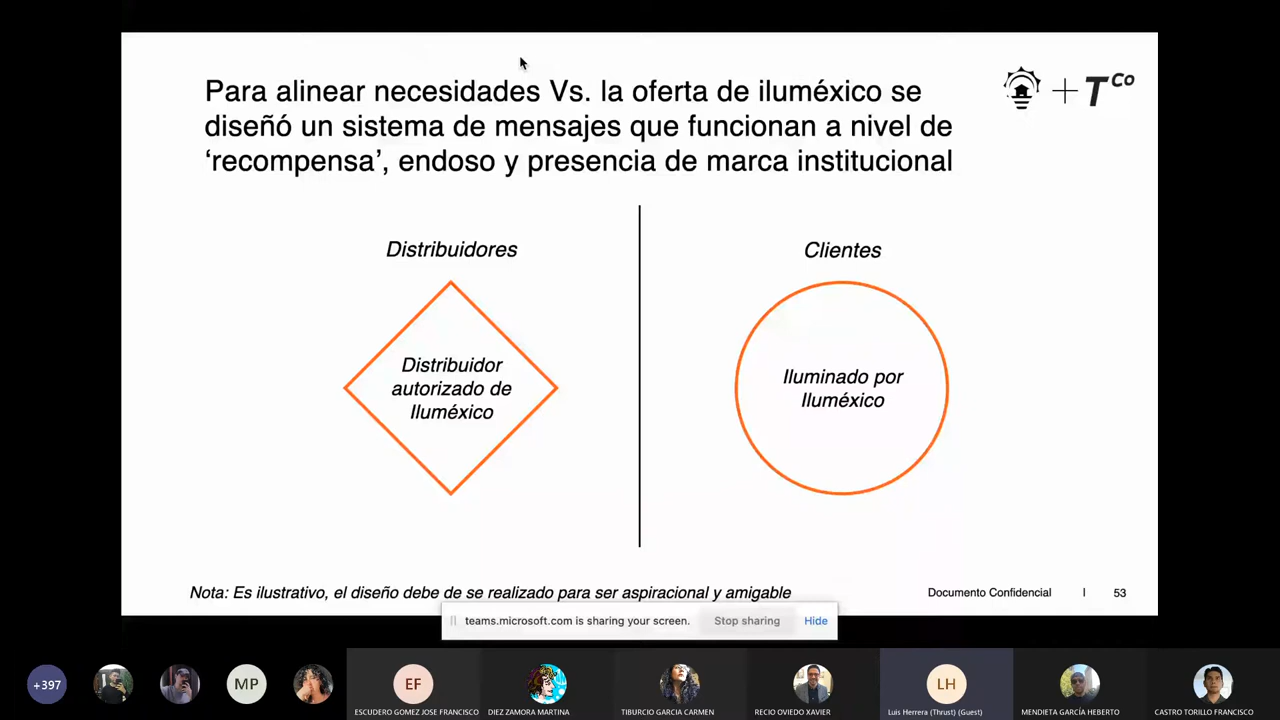 Para alinear necesidades Vs. la oferta de iluméxico se
diseñó un sistema de mensajes que funcionan a nivel de
‘recompensa’, endoso y presencia de marca institucional
+ T Co
Distribuidores
Clientes
Distribuidor
autorizado de
Iluméxico
Iluminado por
Iluméxico
Nota: Es ilustrativo, el diseño debe de se realizado para ser aspiracional y amigable
Documento Confidencial | 53
teams.microsoft.com is sharing your screen. Stop sharing Hide
+397
MP
EF
LH
ESCUDERO GOMEZ JOSE FRANCISCO
DIEZ ZAMORA MARTINA
TIBURCIO GARCIA CARMEN
RECIO OVIEDO XAVIER
Luis Herrera (Thrust) (Guest)
MENDIETA GARCÍA HEBERTO
CASTRO TORILLO FRANCISCO